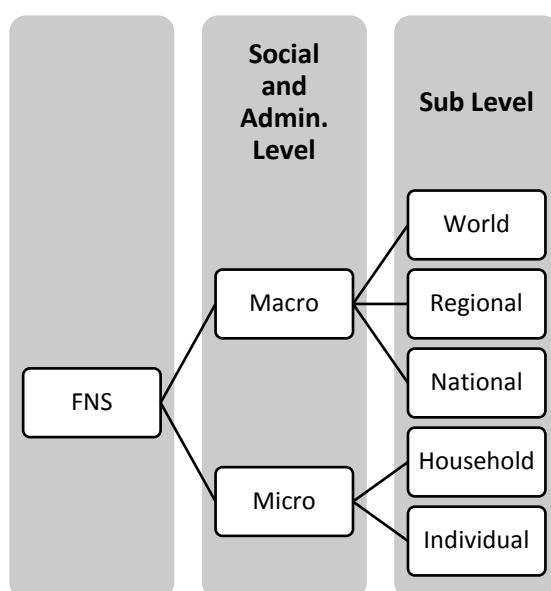 Social
and
Admin.
Level
Sub Level
World
Macro
Regional
National
FNS
Household
Micro
Individual